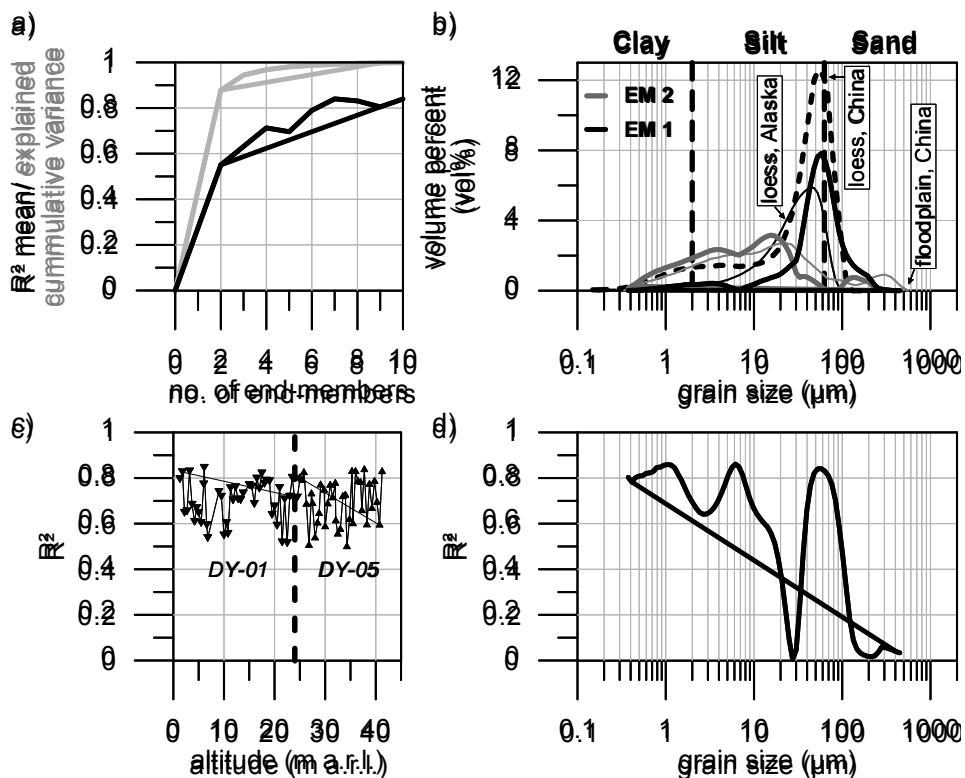 a)
R² mean/ explained
cummulative variance
1
0.8
0.6
0.4
0.2
0
0 2 4 6 8 10
no. of end-members
b)
Clay Silt Sand
volume percent
(vol%)
12
8
4
0
EM 2
EM 1
loess, Alaska
loess, China
floodplain, China
0.1 1 10 100 1000
grain size (µm)
c)
R²
1
0.8
0.6
0.4
0.2
0
DY-01 DY-05
0 10 20 30 40
altitude (m a.r.l.)
d)
R²
1
0.8
0.6
0.4
0.2
0
0.1 1 10 100 1000
grain size (µm)